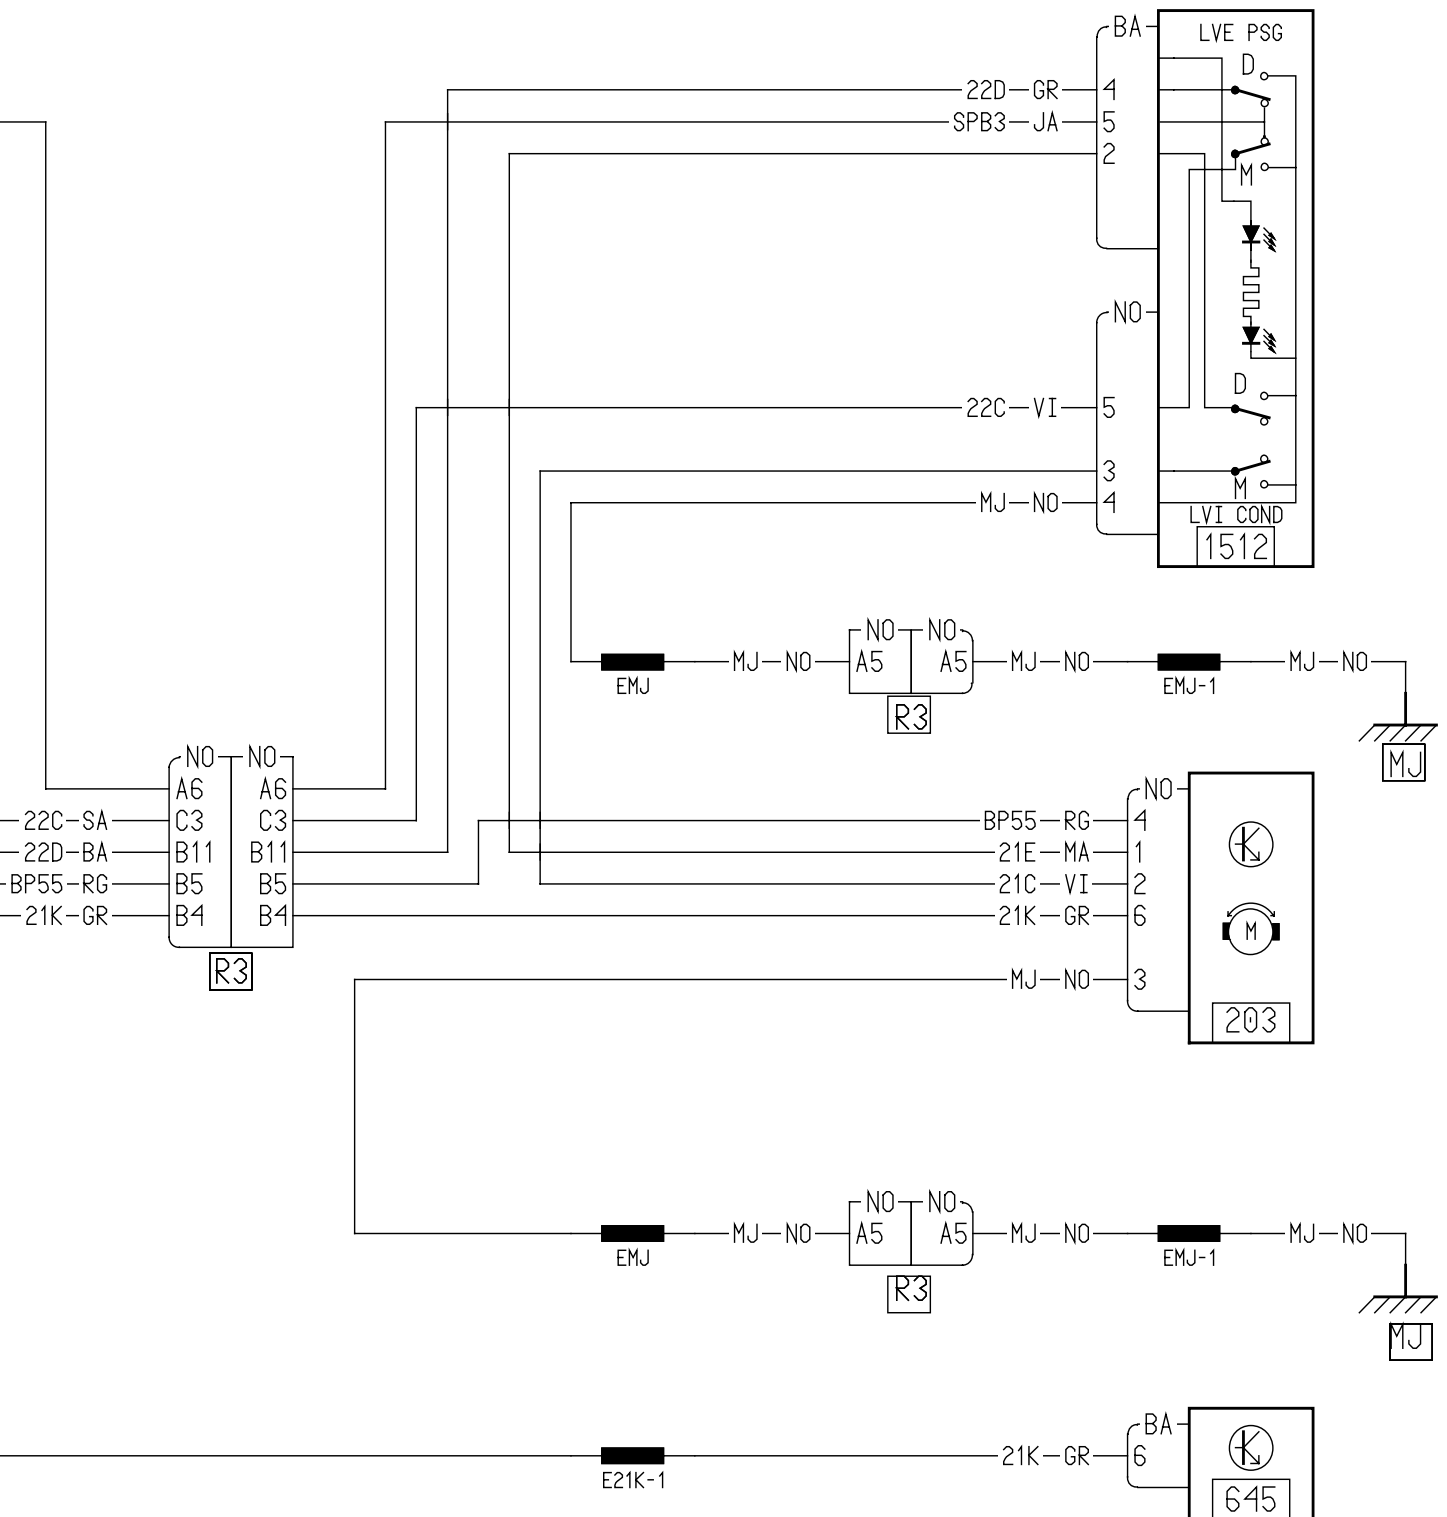 BA
LVE PSG
D
22D GR 4
SPB3 JA 5
2
M
NO
D
22C VI 5
3
M
MJ NO 4
LVI COND
1512
NO NO
MJ NO A5 A5 MJ NO MJ NO
EMJ EMJ-1
R3
MJ
NO NO
A6 A6
NO
22C SA C3 C3
BP55 RG 4
22D BA B11 B11
21E MA 1
BP55 RG B5 B5
21C VI 2
21K GR B4 B4
21K GR 6
M
R3
MJ NO 3
203
NO NO
MJ NO A5 A5 MJ NO MJ NO
EMJ EMJ-1
R3
MJ
BA
21K GR 6
E21K-1
645